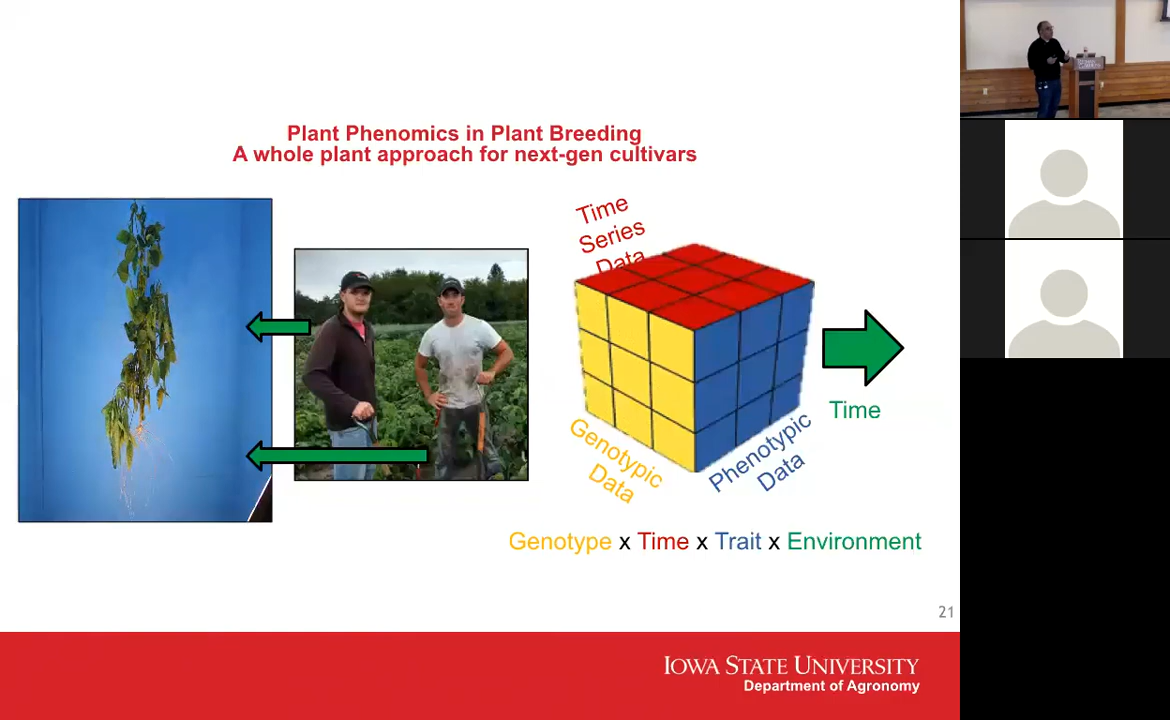 Plant Phenomics in Plant Breeding
A whole plant approach for next-gen cultivars
Time
Series
Data
Genotypic
Data
Phenotypic
Data
Time
Genotype x Time x Trait x Environment
21
IOWA STATE UNIVERSITY
Department of Agronomy